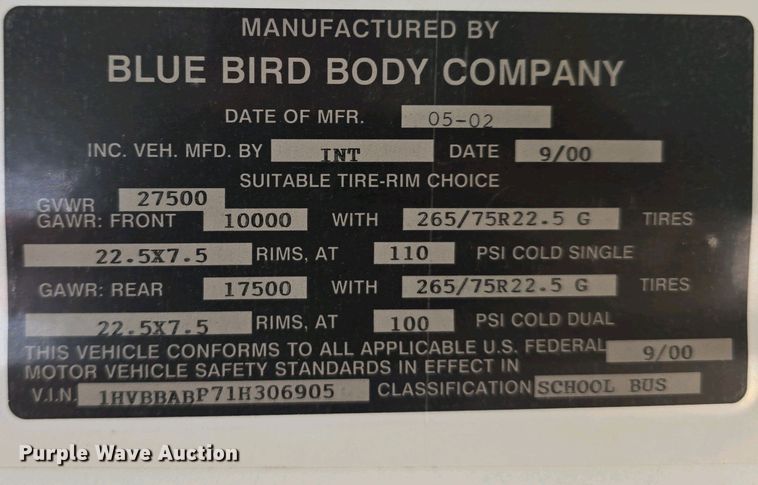 MANUFACTURED BY
BLUE BIRD BODY COMPANY
DATE OF MFR. 05-02
INC. VEH. MFD. BY INT DATE 9/00
SUITABLE TIRE-RIM CHOICE
GVWR 27500
GAWR: FRONT 10000 WITH 265/75R22.5 G TIRES
22.5X7.5 RIMS, AT 110 PSI COLD SINGLE
GAWR: REAR 17500 WITH 265/75R22.5 G TIRES
22.5X7.5 RIMS, AT 100 PSI COLD DUAL
THIS VEHICLE CONFORMS TO ALL APPLICABLE U.S. FEDERAL 9/00
MOTOR VEHICLE SAFETY STANDARDS IN EFFECT IN
V.I.N. 1HVBBABP71H306905 CLASSIFICATION SCHOOL BUS
Purple Wave Auction